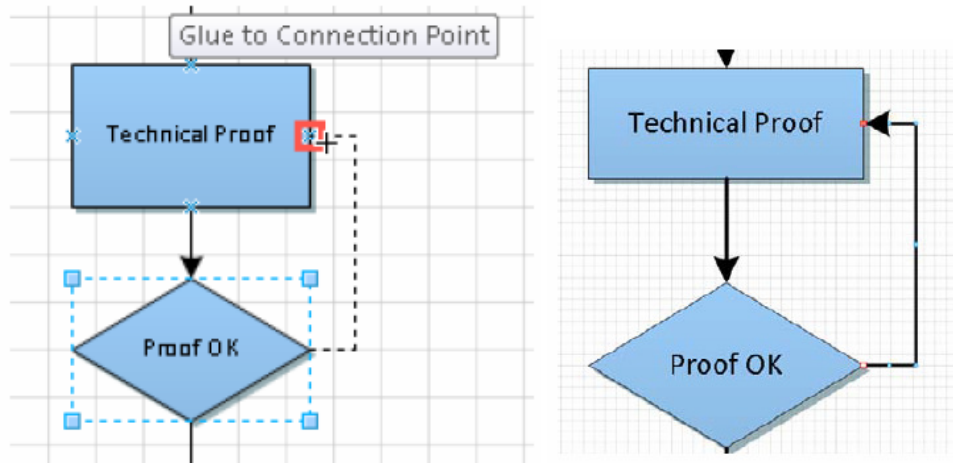 Glue to Connection Point
Technical Proof
Proof OK
Technical Proof
Proof OK